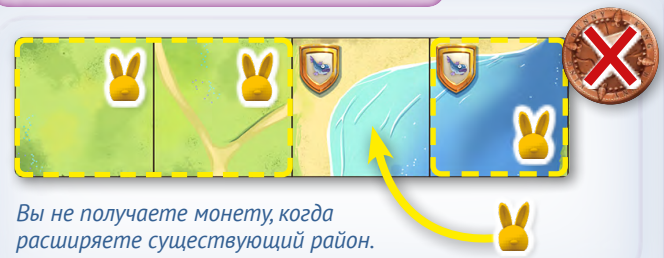 Вы не получаете монету, когда
расширяете существующий район.